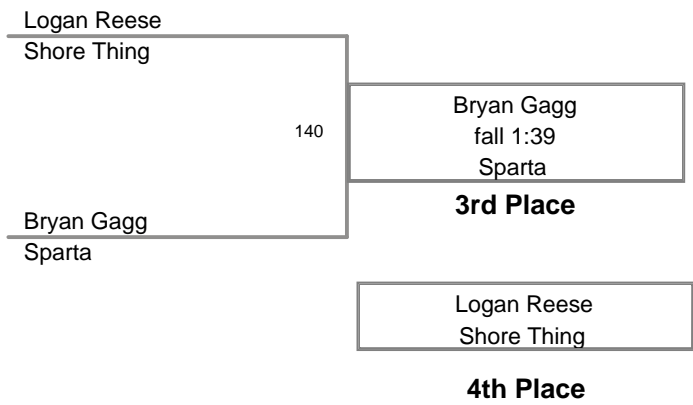 Logan Reese
Shore Thing
140
Bryan Gagg
fall 1:39
Sparta
3rd Place
Bryan Gagg
Sparta
Logan Reese
Shore Thing
4th Place